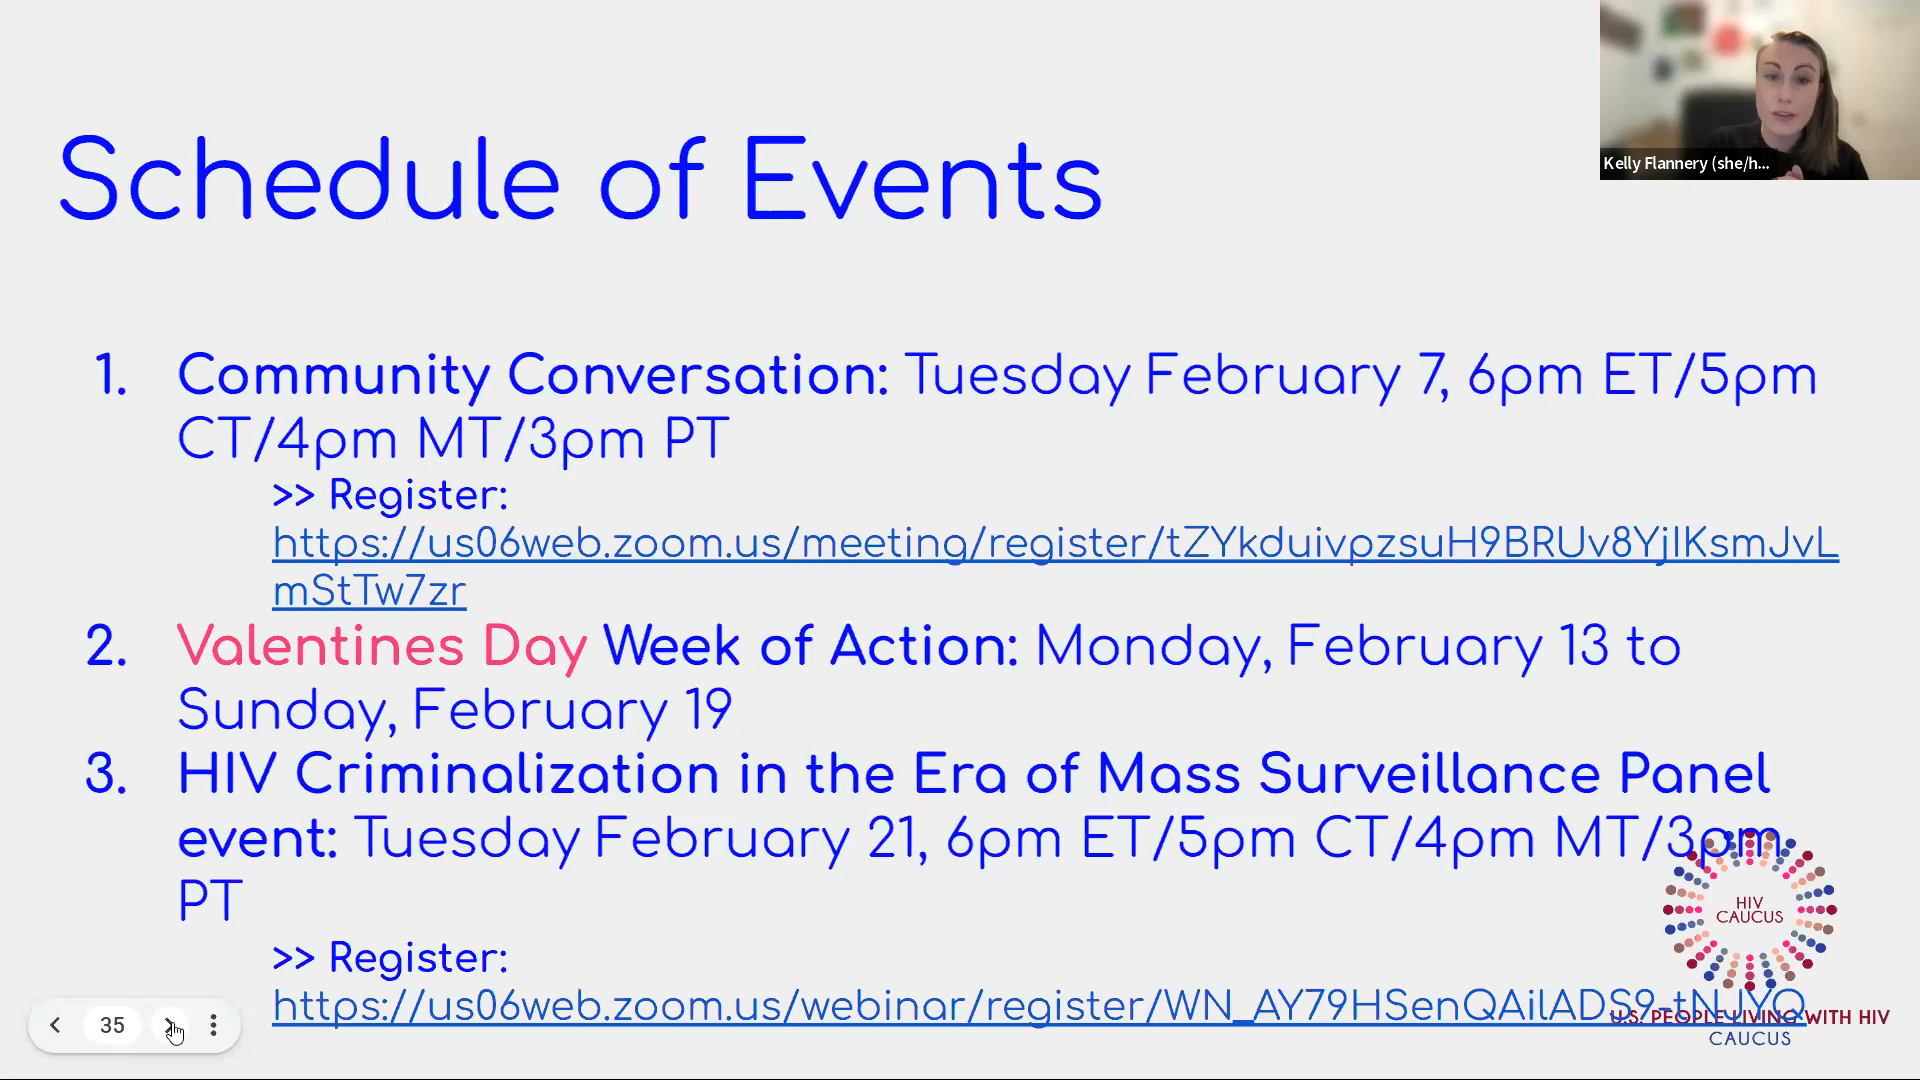 Kelly Flannery (she/h...
Schedule of Events
1. Community Conversation: Tuesday February 7, 6pm ET/5pm
CT/4pm MT/3pm PT
>> Register:
https://us06web.zoom.us/meeting/register/tZYkduivpzsuH9BRUv8YjIKsmJvL
mStTw7zr
2. Valentines Day Week of Action: Monday, February 13 to
Sunday, February 19
3. HIV Criminalization in the Era of Mass Surveillance Panel
event: Tuesday February 21, 6pm ET/5pm CT/4pm MT/3pm
PT
>> Register:
https://us06web.zoom.us/webinar/register/WN_AY79HSenQAilADS9-tNJYQ
HIV
CAUCUS
U.S. PEOPLE LIVING WITH HIV
CAUCUS
35